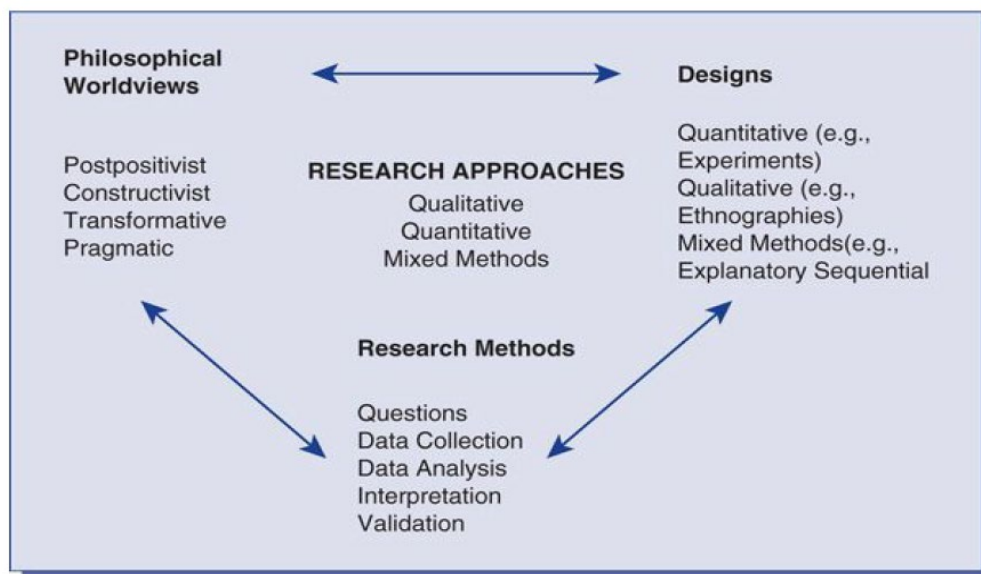 Philosophical
Worldviews
Postpositivist
Constructivist
Transformative
Pragmatic
RESEARCH APPROACHES
Qualitative
Quantitative
Mixed Methods
Designs
Quantitative (e.g.,
Experiments)
Qualitative (e.g.,
Ethnographies)
Mixed Methods(e.g.,
Explanatory Sequential
Research Methods
Questions
Data Collection
Data Analysis
Interpretation
Validation